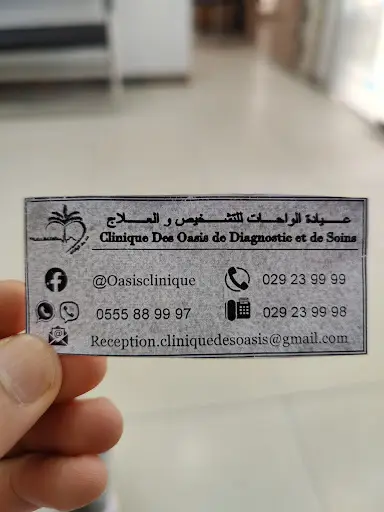 عيادة الواحات للتشخيص و العلاج
Clinique Des Oasis de Diagnostic et de Soins
@Oasisclinique
029 23 99 99
0555 88 99 97
029 23 99 98
Reception.cliniquedesoasis@gmail.com